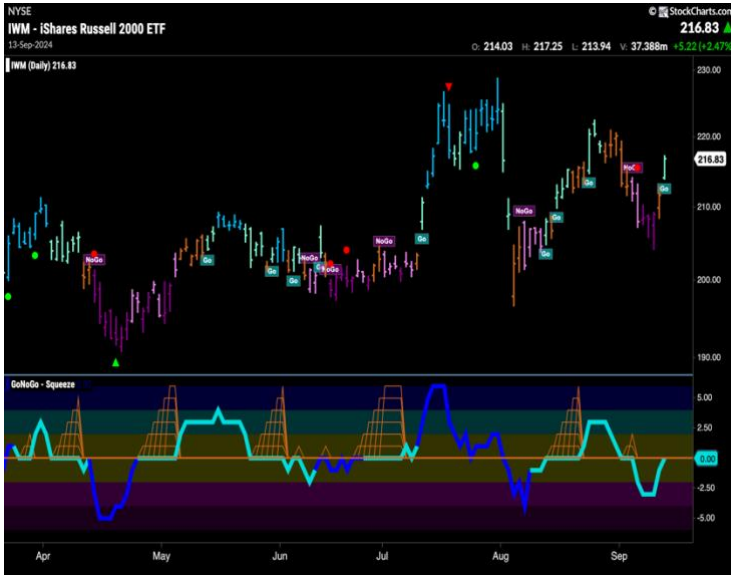 NYSE
© StockCharts.com
IWM - iShares Russell 2000 ETF
216.83
13-Sep-2024
O: 214.03 H: 217.25 L: 213.94 V: 37.388m +5.22 (+2.47%)
IWM (Daily) 216.83
230.00
220.00
216.83
210.00
200.00
190.00
NoGo
Go
Go
Go
NoGo
NoGo
NoGo
Go
NoGo
Go
Go
Go
Go
GoNoGo - Squeeze
5.00
2.50
0.00
-2.50
-5.00
Apr May Jun Jul Aug Sep